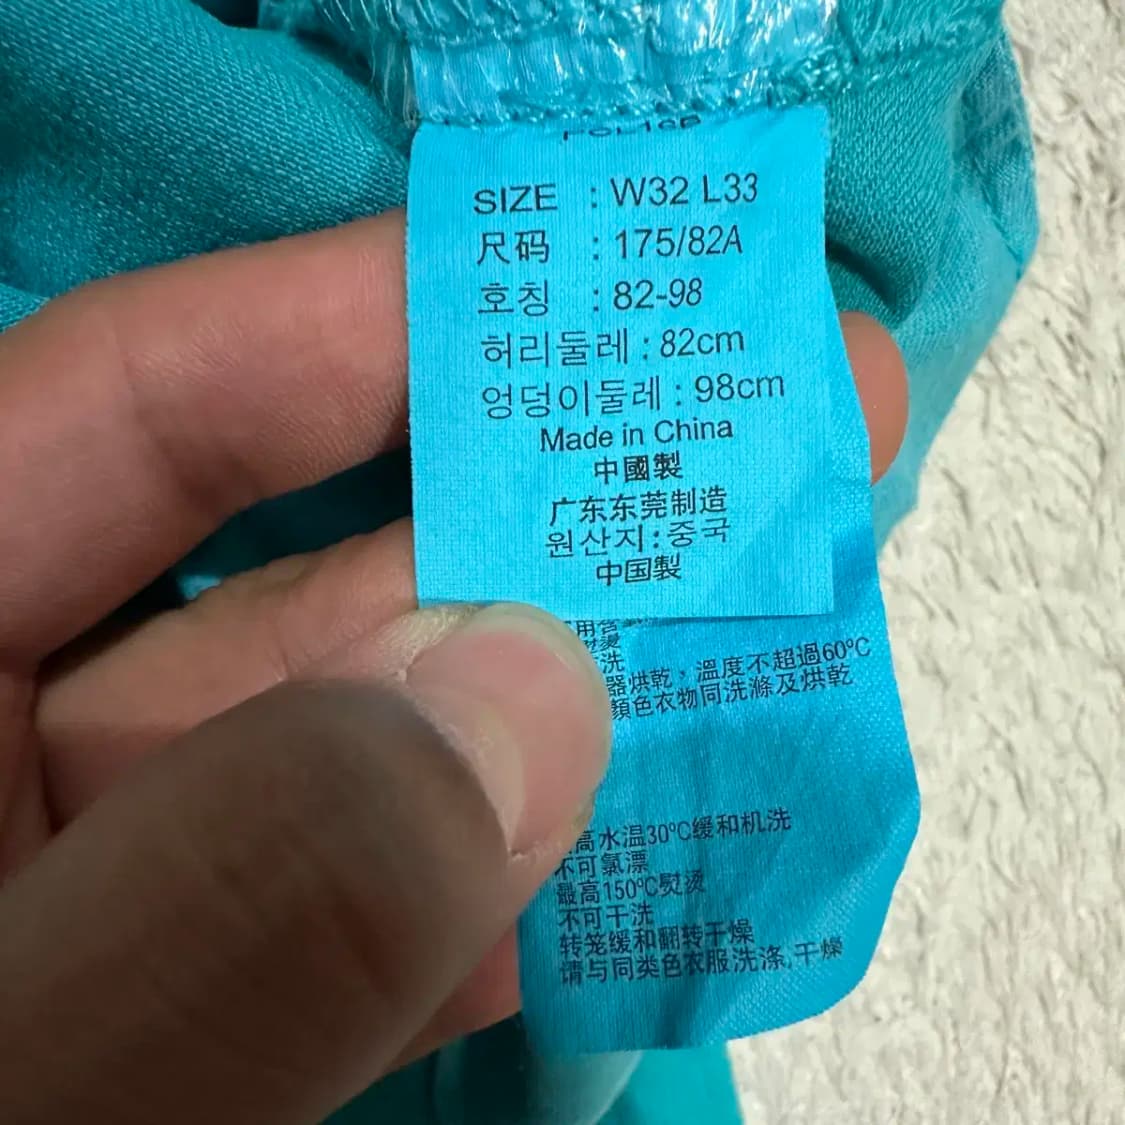 SIZE : W32 L33
尺码 : 175/82A
호칭 : 82-98
허리둘레 : 82cm
엉덩이둘레 : 98cm
Made in China
中國製
广东东莞制造
원산지 : 중국
中国製
洗
器烘乾，溫度不超過60ºC
顏色衣物同洗滌及烘乾
高水温30ºC缓和机洗
不可氯漂
最高150ºC熨烫
不可干洗
转笼缓和翻转干燥
请与同类色衣服洗涤,干燥